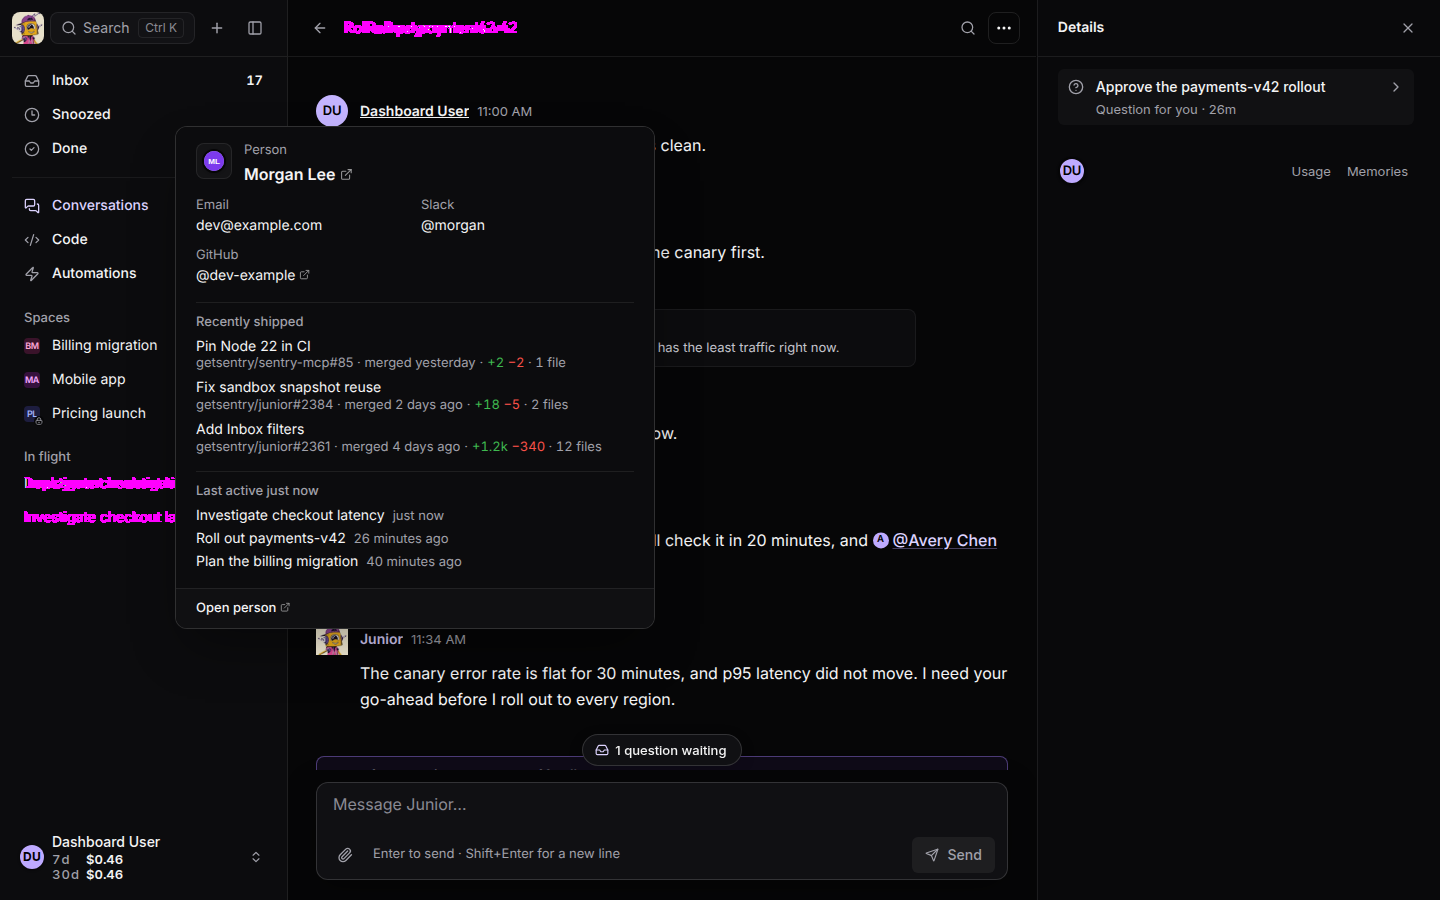 Search Ctrl K
Inbox 17
Snoozed
Done
Conversations
Code
Automations
Spaces
BM Billing migration
MA Mobile app
PL Pricing launch
In flight
Investigate checkout la
DU Dashboard User
7d $0.46
30d $0.46
DU Dashboard User 11:00 AM
clean.
canary first.
has the least traffic right now.
check it in 20 minutes, and A @Avery Chen
Person
ML Morgan Lee
Email Slack
dev@example.com @morgan
GitHub
@dev-example
Recently shipped
Pin Node 22 in CI
getsentry/sentry-mcp#85 · merged yesterday · +2 −2 · 1 file
Fix sandbox snapshot reuse
getsentry/junior#2384 · merged 2 days ago · +18 −5 · 2 files
Add Inbox filters
getsentry/junior#2361 · merged 4 days ago · +1.2k −340 · 12 files
Last active just now
Investigate checkout latency just now
Roll out payments-v42 26 minutes ago
Plan the billing migration 40 minutes ago
Open person
Junior 11:34 AM
The canary error rate is flat for 30 minutes, and p95 latency did not move. I need your
go-ahead before I roll out to every region.
1 question waiting
Message Junior...
Enter to send · Shift+Enter for a new line
Send
Details
Approve the payments-v42 rollout
Question for you · 26m
DU Usage Memories